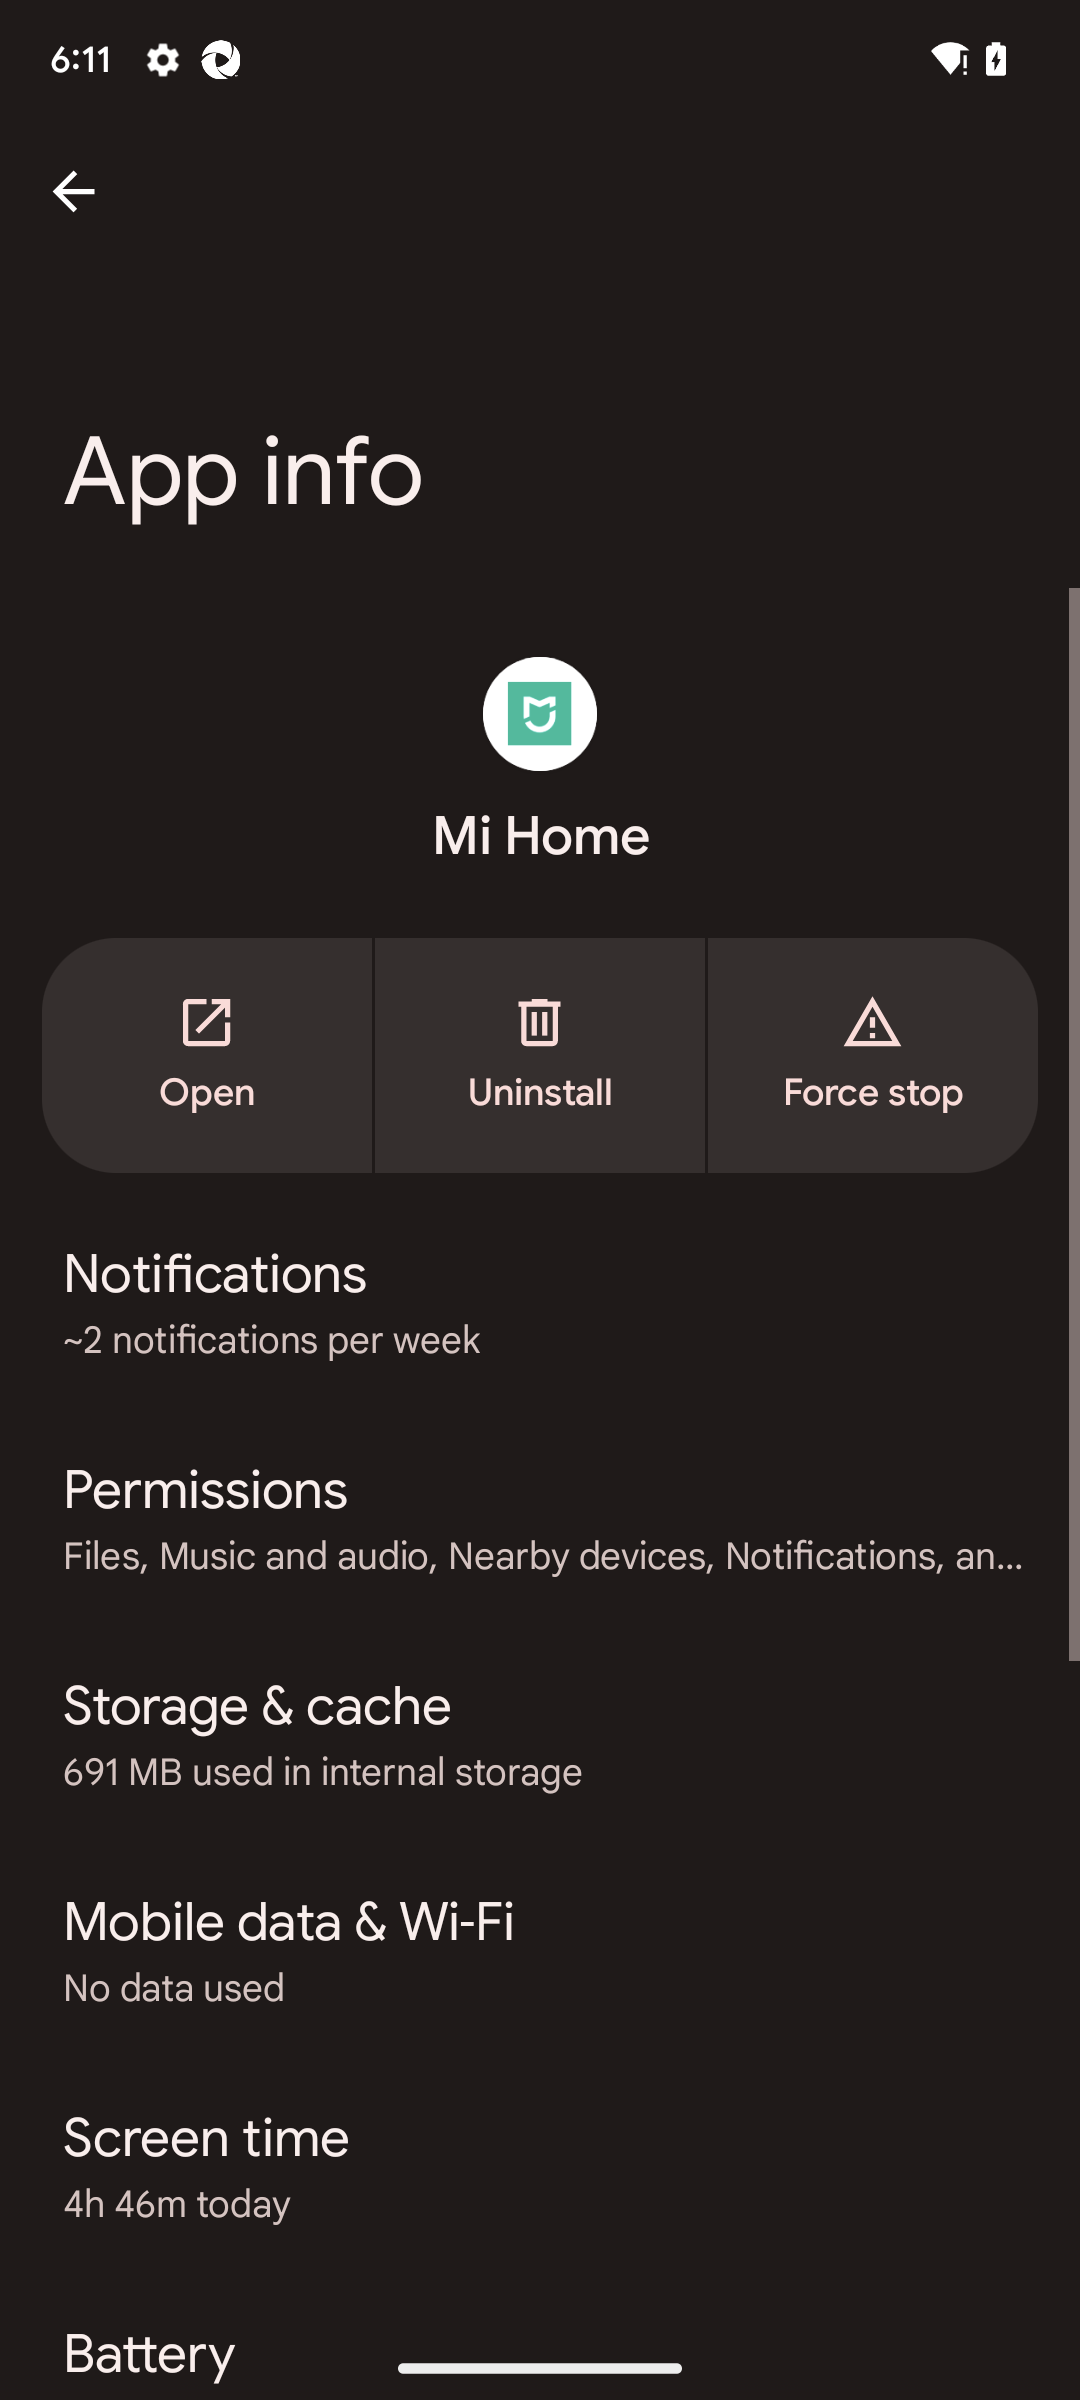 6:11
App info
Mi Home
Open
Uninstall
Force stop
Notifications
~2 notifications per week
Permissions
Files, Music and audio, Nearby devices, Notifications, an...
Storage & cache
691 MB used in internal storage
Mobile data & Wi-Fi
No data used
Screen time
4h 46m today
Battery